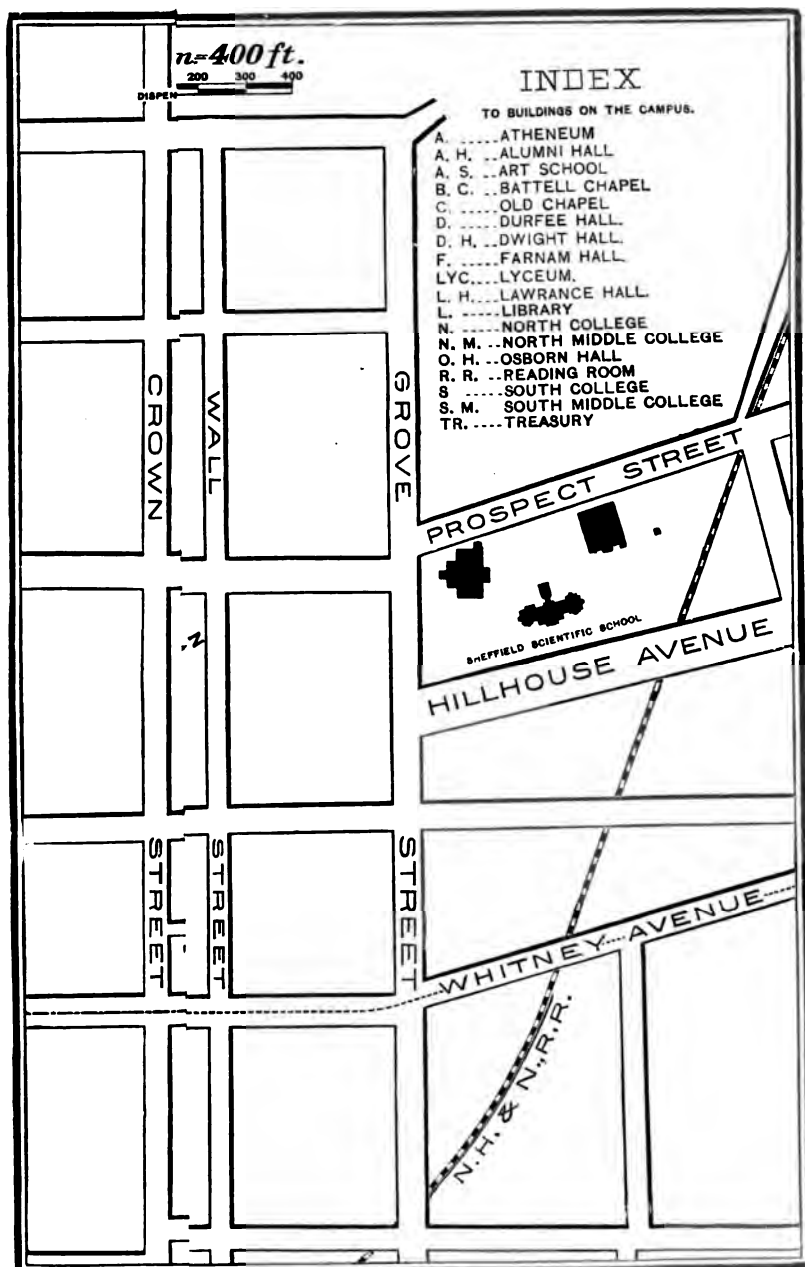 n.=400 ft.
200 300 400
DISPEN
INDEX
TO BUILDINGS ON THE CAMPUS.
A. ..... ATHENEUM
A. H. .. ALUMNI HALL
A. S. .. ART SCHOOL
B. C. .. BATTELL CHAPEL
C. ..... OLD CHAPEL
D. ..... DURFEE HALL.
D. H. .. DWIGHT HALL.
F. ..... FARNAM HALL.
LYC.... LYCEUM.
L. H.... LAWRANCE HALL.
L. ..... LIBRARY
N. ..... NORTH COLLEGE
N. M. .. NORTH MIDDLE COLLEGE
O. H. .. OSBORN HALL
R. R. .. READING ROOM
S ..... SOUTH COLLEGE
S. M. SOUTH MIDDLE COLLEGE
TR. .... TREASURY
CROWN STREET
WALL STREET
GROVE STREET
PROSPECT STREET
SHEFFIELD SCIENTIFIC SCHOOL
HILLHOUSE AVENUE
.N
WHITNEY AVENUE
N.H. & N., R.R.